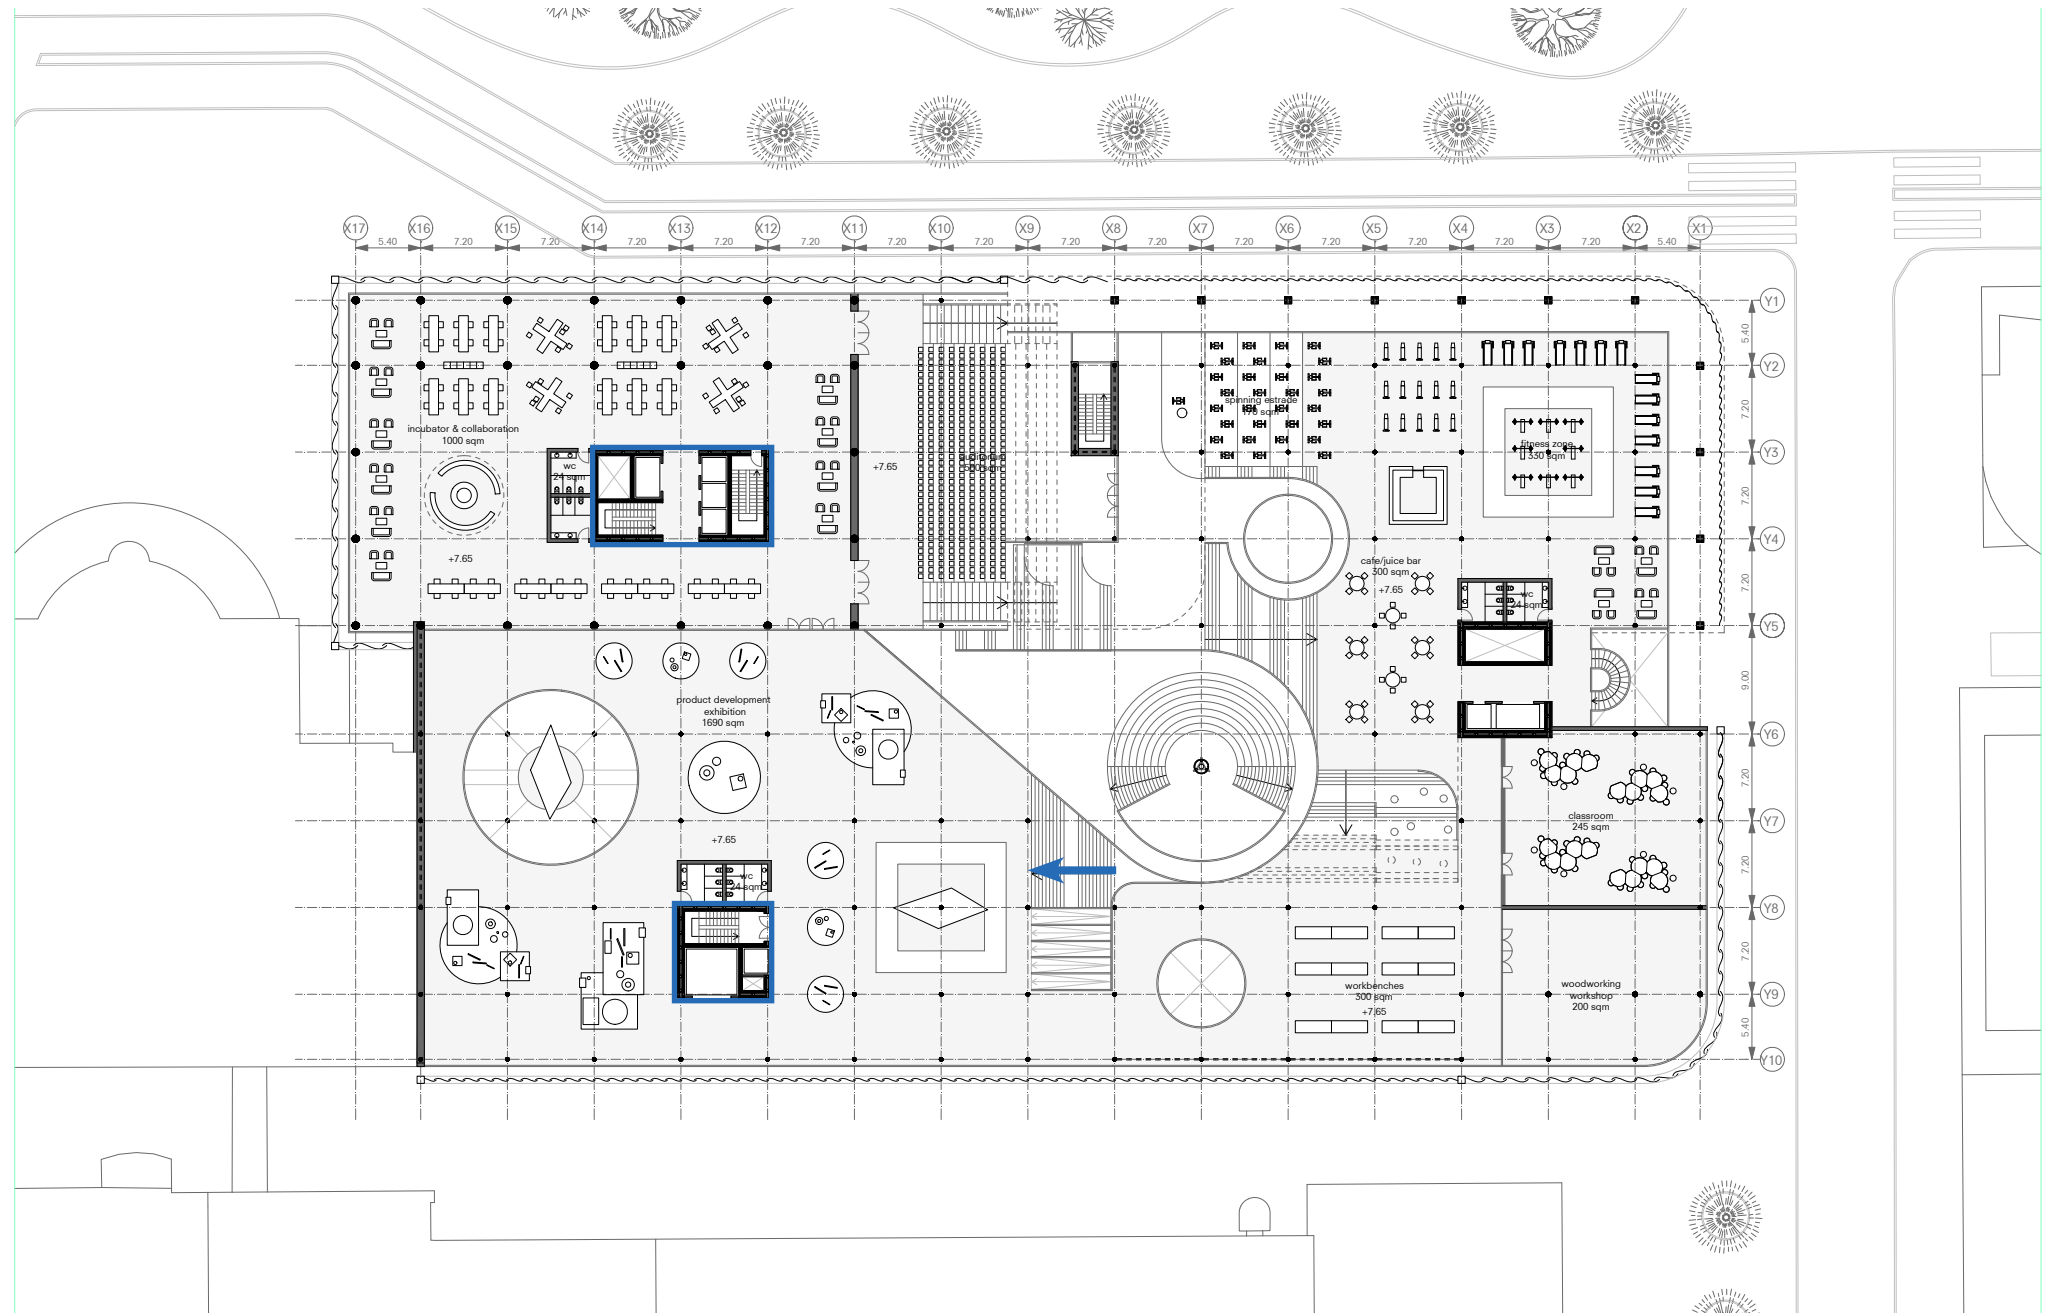 X17 X16 X15 X14 X13 X12 X11 X10 X9 X8 X7 X6 X5 X4 X3 X2 X1
5.40 7.20 7.20 7.20 7.20 7.20 7.20 7.20 7.20 7.20 7.20 7.20 7.20 7.20 7.20 5.40
Y1
5.40
Y2
7.20
Y3
7.20
Y4
7.20
Y5
9.00
Y6
7.20
Y7
7.20
Y8
7.20
Y9
5.40
Y10
incubator & collaboration
1000 sqm
wc
24 sqm
+7.65
+7.65
auditorium
500 sqm
spinning estrade
170 sqm
fitness zone
330 sqm
cafe/juice bar
300 sqm
+7.65
wc
24 sqm
product development
exhibition
1690 sqm
+7.65
wc
24 sqm
classroom
245 sqm
workbenches
300 sqm
+7.65
woodworking
workshop
200 sqm